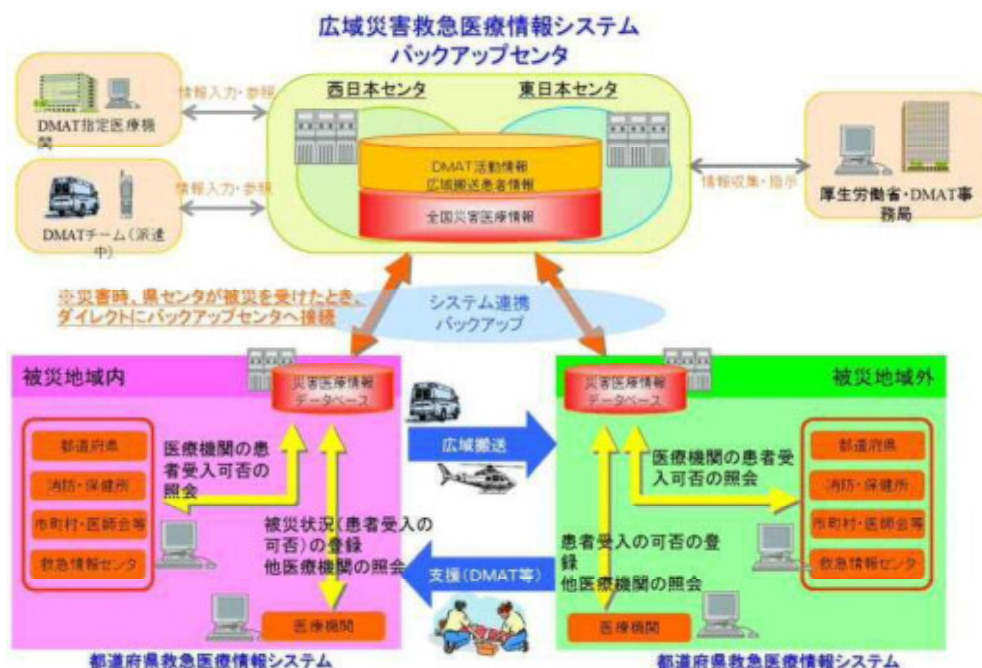 広域災害救急医療情報システム
バックアップセンタ
西日本センタ
東日本センタ
DMAT指定医療機
関
情報入力・参照
DMATチーム（派遣
中）
情報入力・参照
DMAT活動情報
広域搬送患者情報
全国災害医療情報
情報収集・指示
厚生労働省・DMAT事
務局
※災害時、県センタが被災を受けたとき、
ダイレクトにバックアップセンタへ接続
システム連携
バックアップ
被災地域内
災害医療情報
データベース
都道府県
消防・保健所
市町村・医師会等
救急情報センタ
医療機関の患
者受入可否の
照会
被災状況（患者受入の
可否）の登録
他医療機関の照会
医療機関
都道府県救急医療情報システム
広域搬送
支援（DMAT等）
被災地域外
災害医療情報
データベース
医療機関の患者受
入可否の照会
患者受入の可否の登
録
他医療機関の照会
都道府県
消防・保健所
市町村・医師会等
救急情報センタ
医療機関
都道府県救急医療情報システム